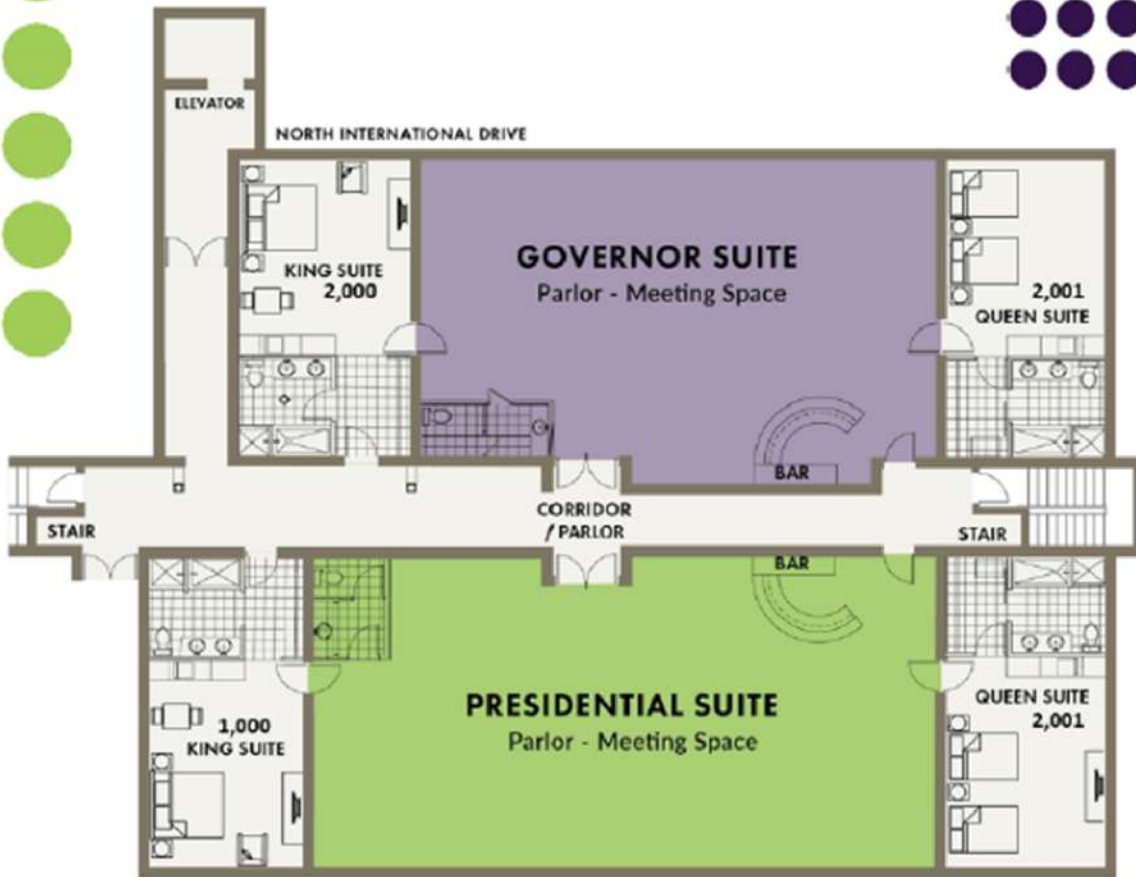 ELEVATOR
NORTH INTERNATIONAL DRIVE
KING SUITE
2,000
GOVERNOR SUITE
Parlor - Meeting Space
2,001
QUEEN SUITE
BAR
STAIR
CORRIDOR
/ PARLOR
STAIR
BAR
1,000
KING SUITE
PRESIDENTIAL SUITE
Parlor - Meeting Space
QUEEN SUITE
2,001